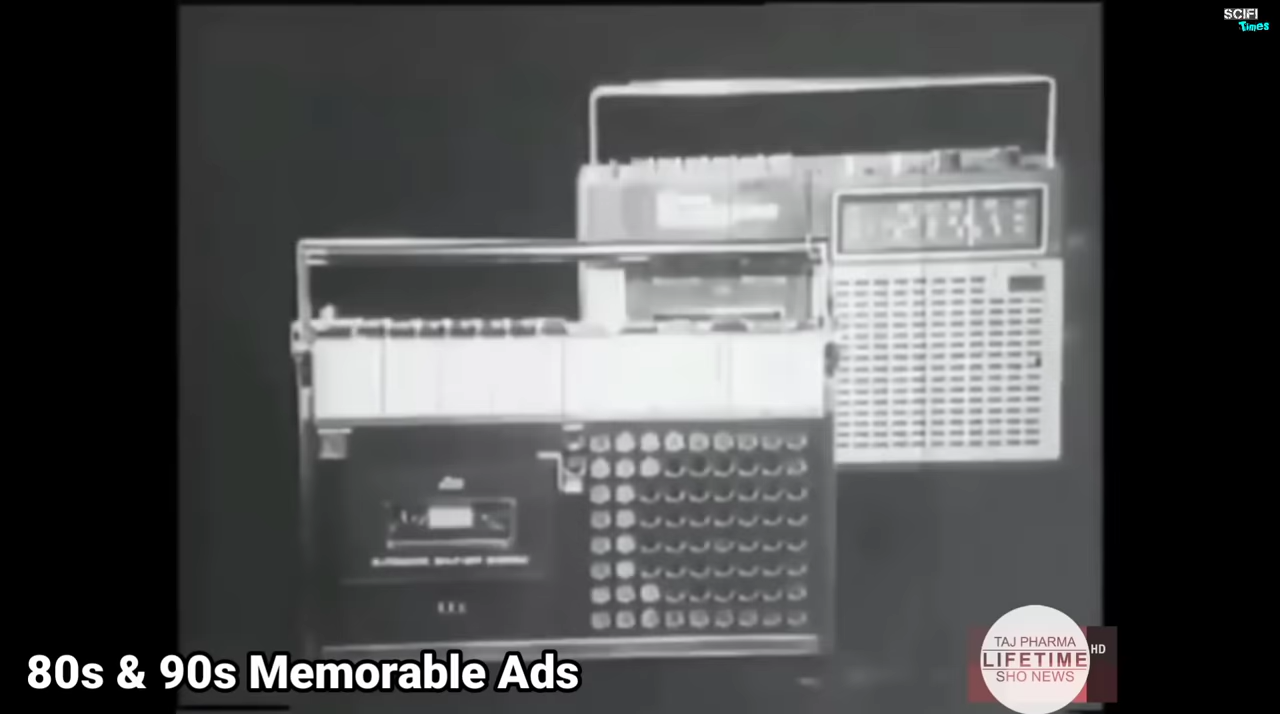 SCIFI
Times
80s & 90s Memorable Ads
TAJ PHARMA
LIFETIME
HD
SHO NEWS